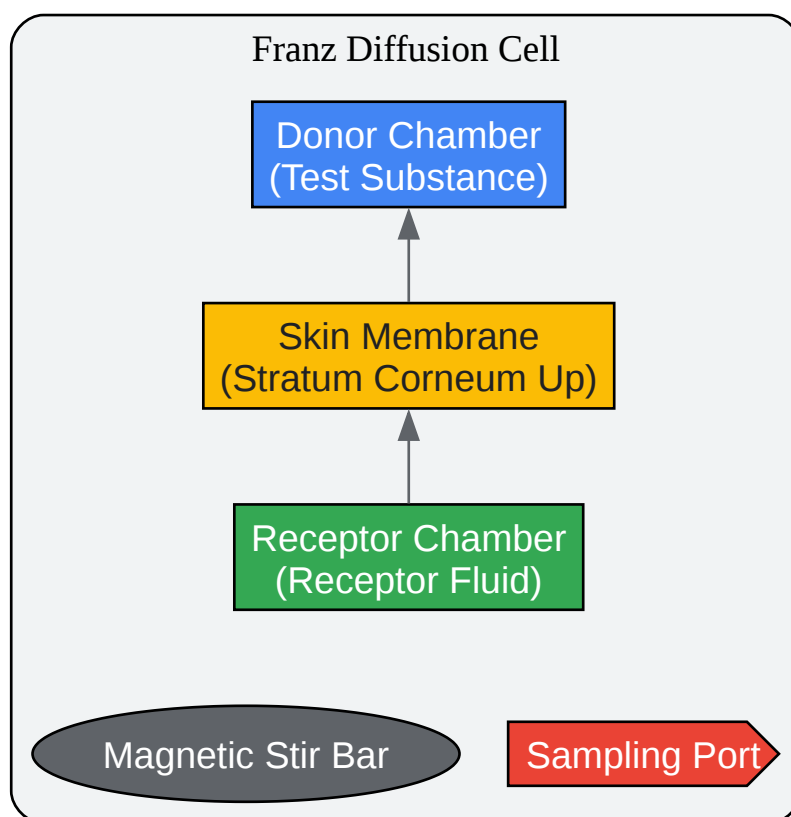 Franz Diffusion Cell
Donor Chamber
(Test Substance)
Skin Membrane
(Stratum Corneum Up)
Receptor Chamber
(Receptor Fluid)
Magnetic Stir Bar
Sampling Port